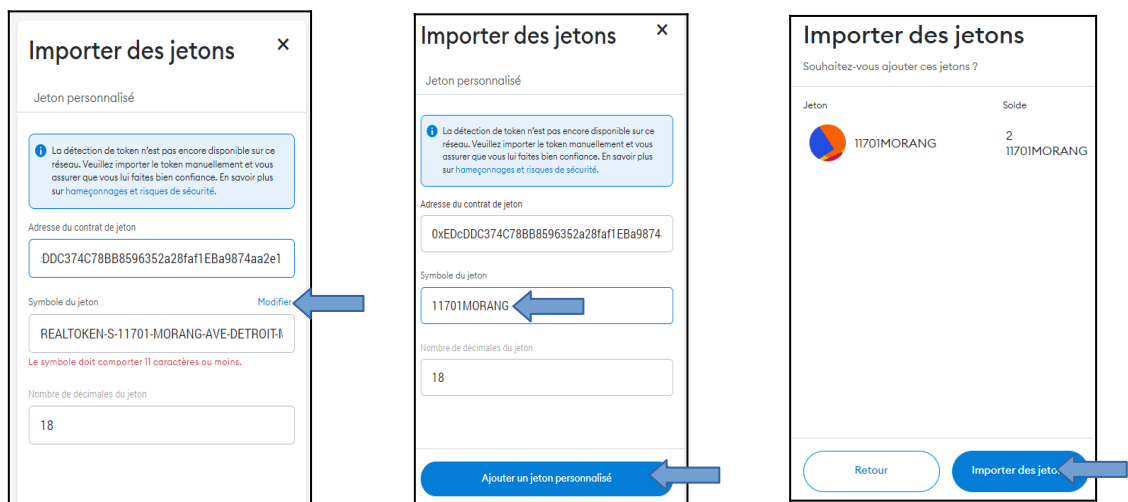 Importer des jetons ×
Jeton personnalisé
La détection de token n'est pas encore disponible sur ce
réseau. Veuillez importer le token manuellement et vous
assurer que vous lui faites bien confiance. En savoir plus
sur hameçonnages et risques de sécurité.
Adresse du contrat de jeton
:DDC374C78BB8596352a28faf1EBa9874aa2e1
Symbole du jeton Modifier
REALTOKEN-S-11701-MORANG-AVE-DETROIT-M
Le symbole doit comporter 11 caractères ou moins.
Nombre de décimales du jeton
18
Importer des jetons ×
Jeton personnalisé
La détection de token n'est pas encore disponible sur ce
réseau. Veuillez importer le token manuellement et vous
assurer que vous lui faites bien confiance. En savoir plus
sur hameçonnages et risques de sécurité.
Adresse du contrat de jeton
0xEDcDDC374C78BB8596352a28faf1EBa9874
Symbole du jeton
11701MORANG
Nombre de décimales du jeton
18
Ajouter un jeton personnalisé
Importer des jetons
Souhaitez-vous ajouter ces jetons ?
Jeton Solde
11701MORANG 2
11701MORANG
Retour Importer des jeto